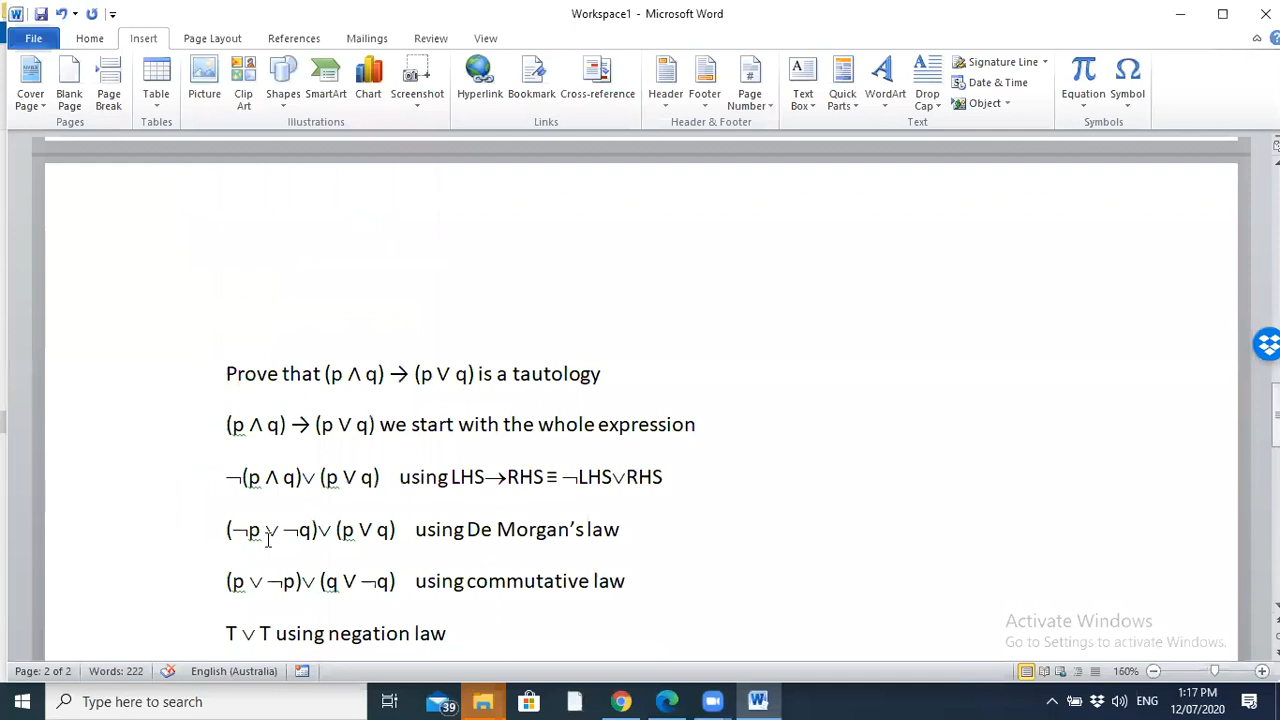 Workspace1 - Microsoft Word
File Home Insert Page Layout References Mailings Review View
Cover Page Blank Page Page Break
Pages
Table
Tables
Picture Clip Art Shapes SmartArt Chart Screenshot
Illustrations
Hyperlink Bookmark Cross-reference
Links
Header Footer Page Number
Header & Footer
Text Box Quick Parts WordArt Drop Cap
Signature Line
Date & Time
Object
Text
Equation Symbol
Symbols
Prove that (p ∧ q) → (p ∨ q) is a tautology
(p ∧ q) → (p ∨ q) we start with the whole expression
¬(p ∧ q)∨ (p ∨ q) using LHS→RHS ≡ ¬LHS∨RHS
(¬p ∨ ¬q)∨ (p ∨ q) using De Morgan’s law
(p ∨ ¬p)∨ (q ∨ ¬q) using commutative law
T ∨ T using negation law
Activate Windows
Go to Settings to activate Windows.
Page: 2 of 2 Words: 222 English (Australia) 160%
Type here to search 39 ENG 1:17 PM
12/07/2020